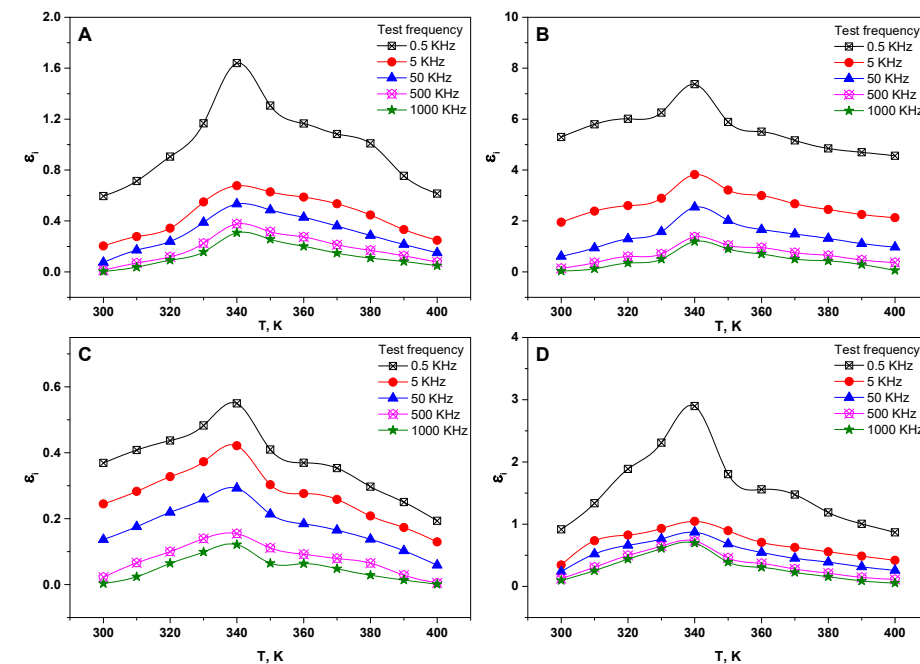 A
Test frequency
0.5 KHz
5 KHz
50 KHz
500 KHz
1000 KHz
2.0
1.6
1.2
0.8
0.4
0.0
εi
300 320 340 360 380 400
T, K
B
Test frequency
0.5 KHz
5 KHz
50 KHz
500 KHz
1000 KHz
10
8
6
4
2
0
εi
300 320 340 360 380 400
T, K
C
Test frequency
0.5 KHz
5 KHz
50 KHz
500 KHz
1000 KHz
0.6
0.4
0.2
0.0
εi
300 320 340 360 380 400
T, K
D
Test frequency
0.5 KHz
5 KHz
50 KHz
500 KHz
1000 KHz
4
3
2
1
0
εi
300 320 340 360 380 400
T, K